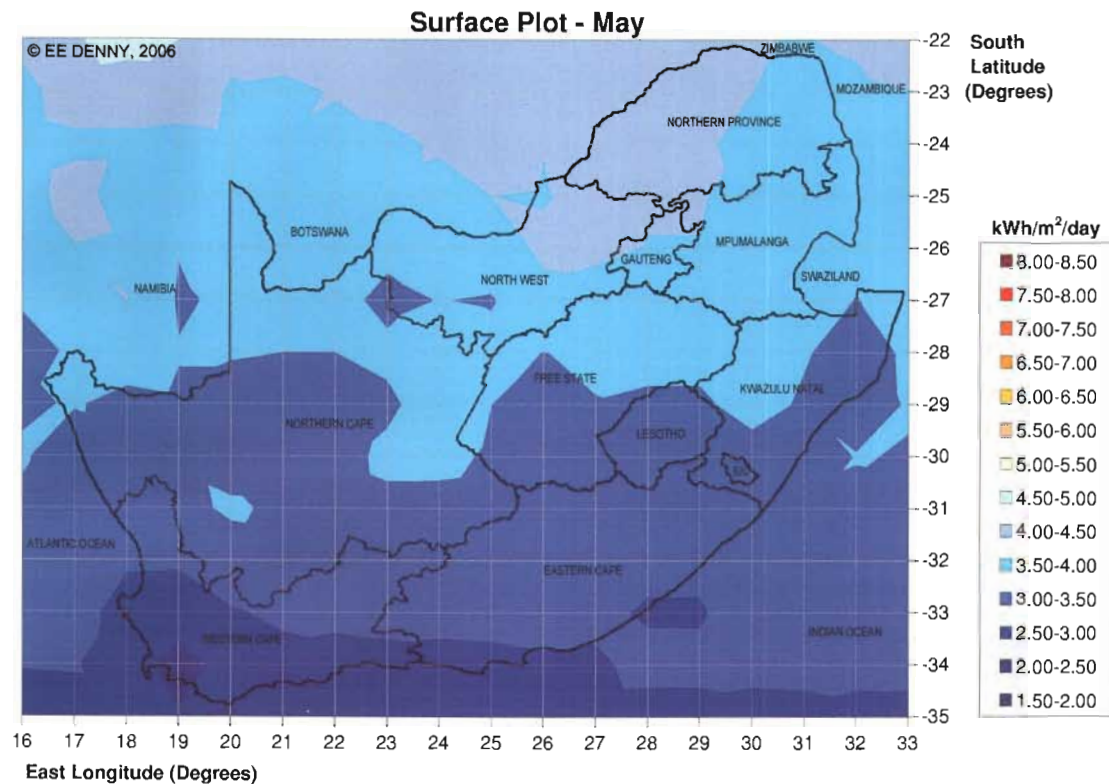 Surface Plot - May
© EE DENNY, 2006
ZIMBABWE
MOZAMBIQUE
NORTHERN PROVINCE
BOTSWANA
MPUMALANGA
GAUTENG
NAMIBIA
NORTH WEST
SWAZILAND
FREE STATE
KWAZULU NATAL
NORTHERN CAPE
LESOTHO
ATLANTIC OCEAN
EASTERN CAPE
WESTERN CAPE
INDIAN OCEAN
-22
-23
-24
-25
-26
-27
-28
-29
-30
-31
-32
-33
-34
-35
South
Latitude
(Degrees)
kWh/m²/day
8.00-8.50
7.50-8.00
7.00-7.50
6.50-7.00
6.00-6.50
5.50-6.00
5.00-5.50
4.50-5.00
4.00-4.50
3.50-4.00
3.00-3.50
2.50-3.00
2.00-2.50
1.50-2.00
16 17 18 19 20 21 22 23 24 25 26 27 28 29 30 31 32 33
East Longitude (Degrees)